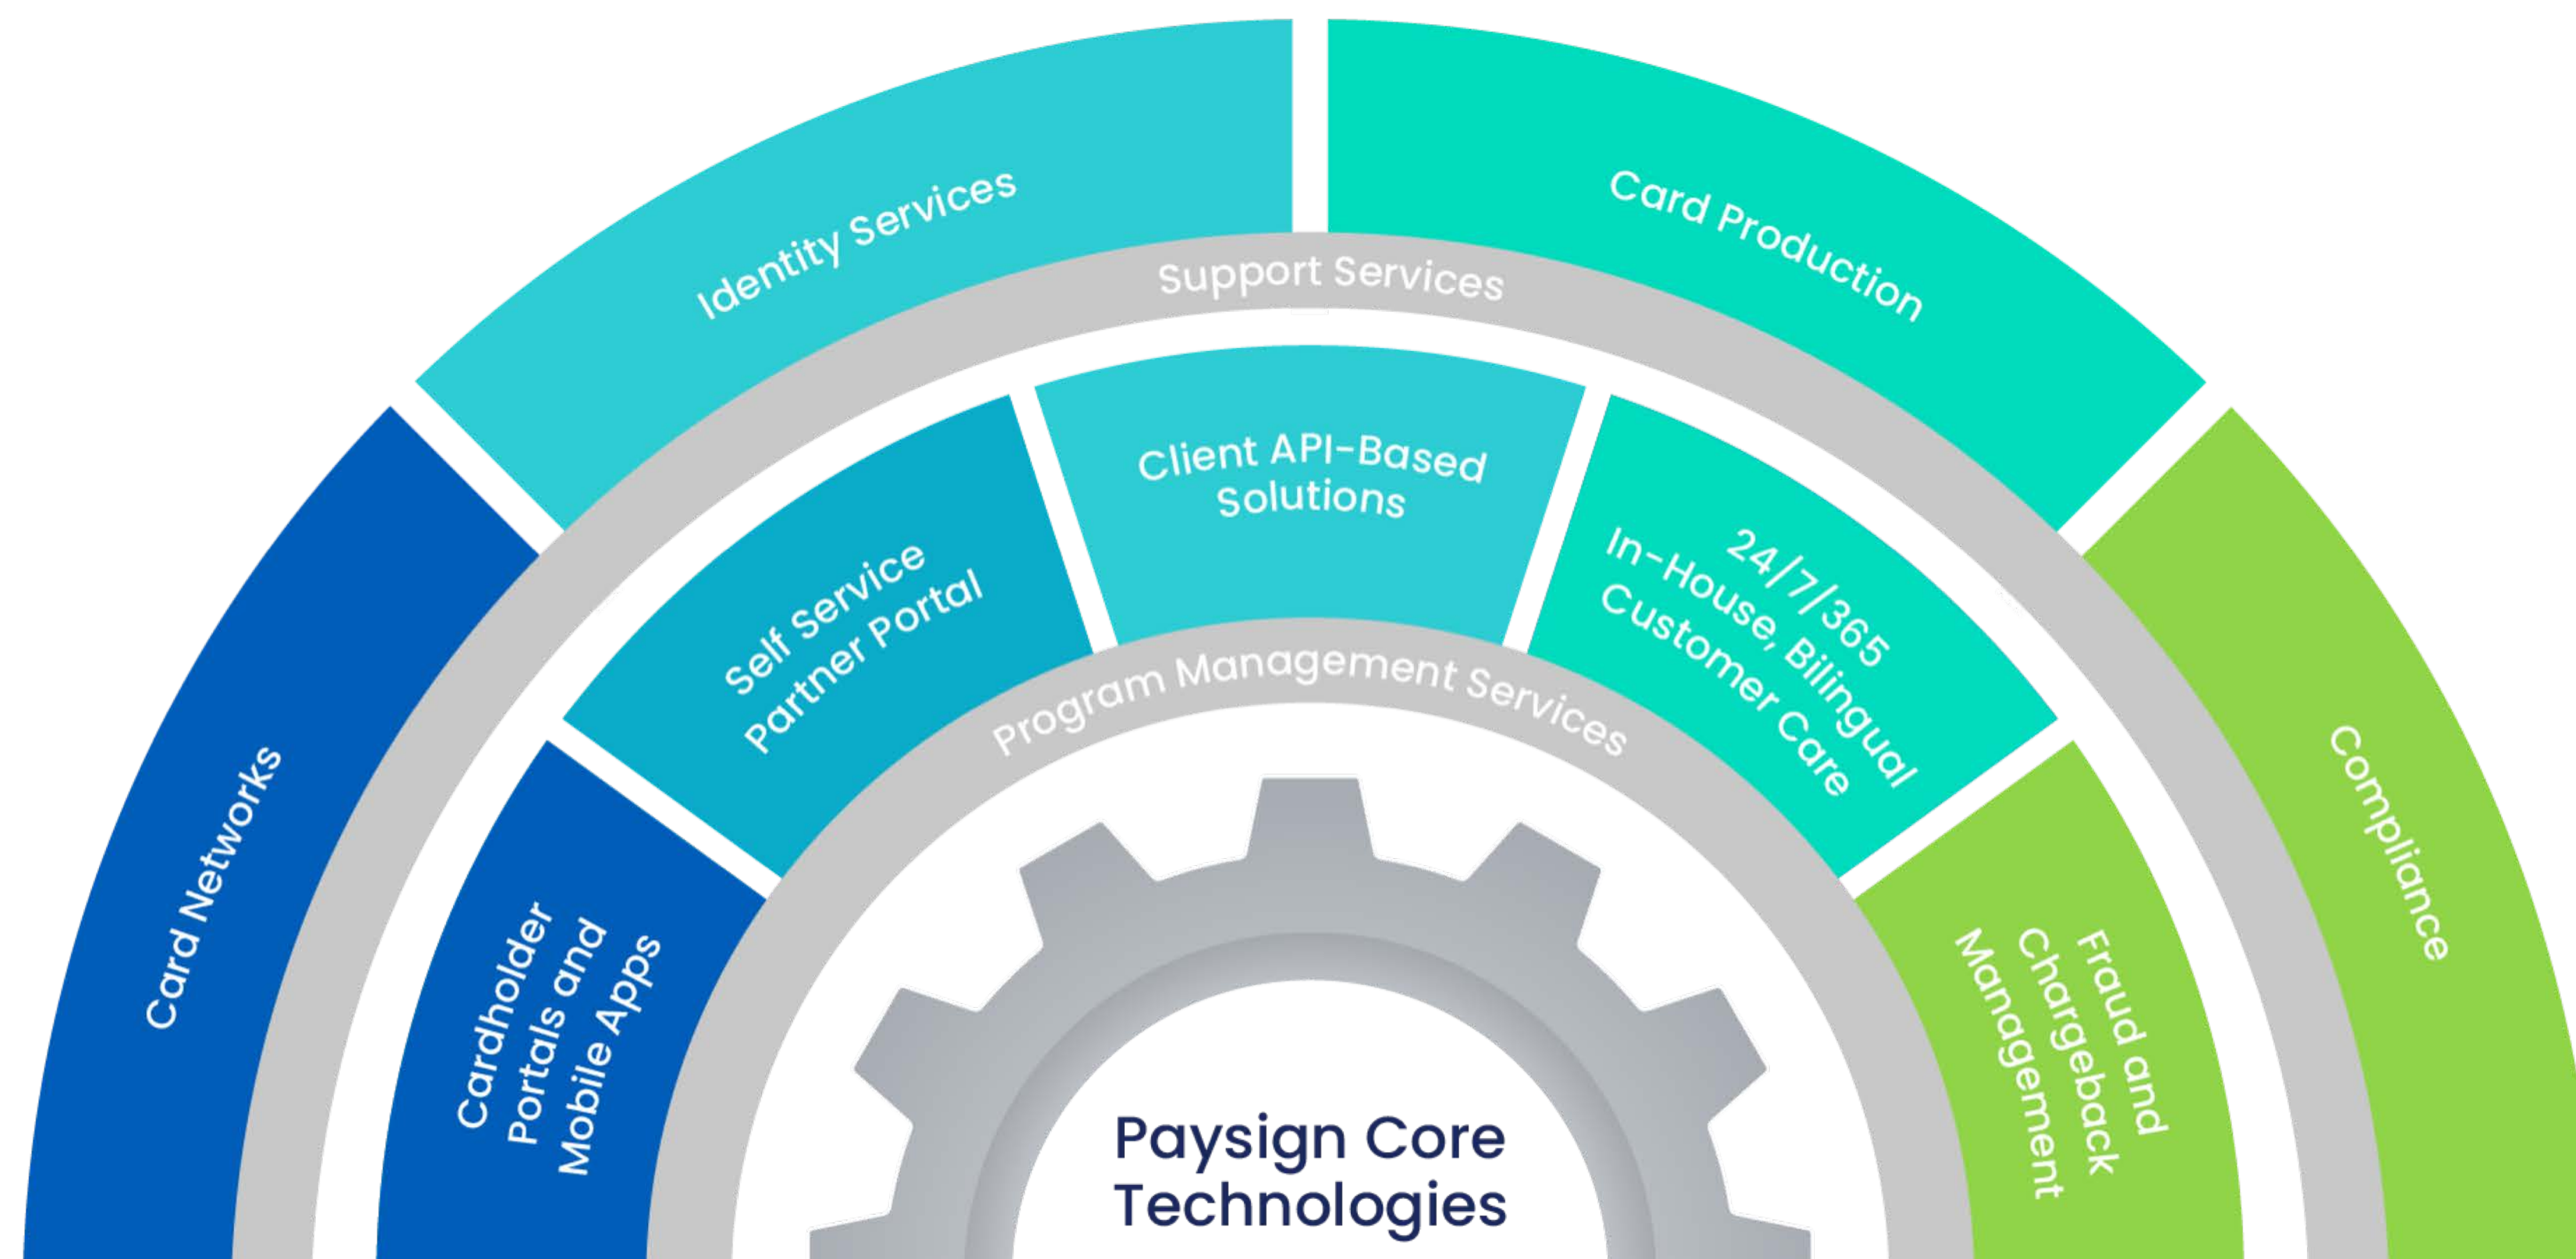 Card Networks
Identity Services
Card Production
Compliance
Support Services
Cardholder
Portals and
Mobile Apps
Self Service
Partner Portal
Client API-Based
Solutions
24/7/365
In-House, Bilingual
Customer Care
Fraud and
Chargeback
Management
Program Management Services
Paysign Core
Technologies